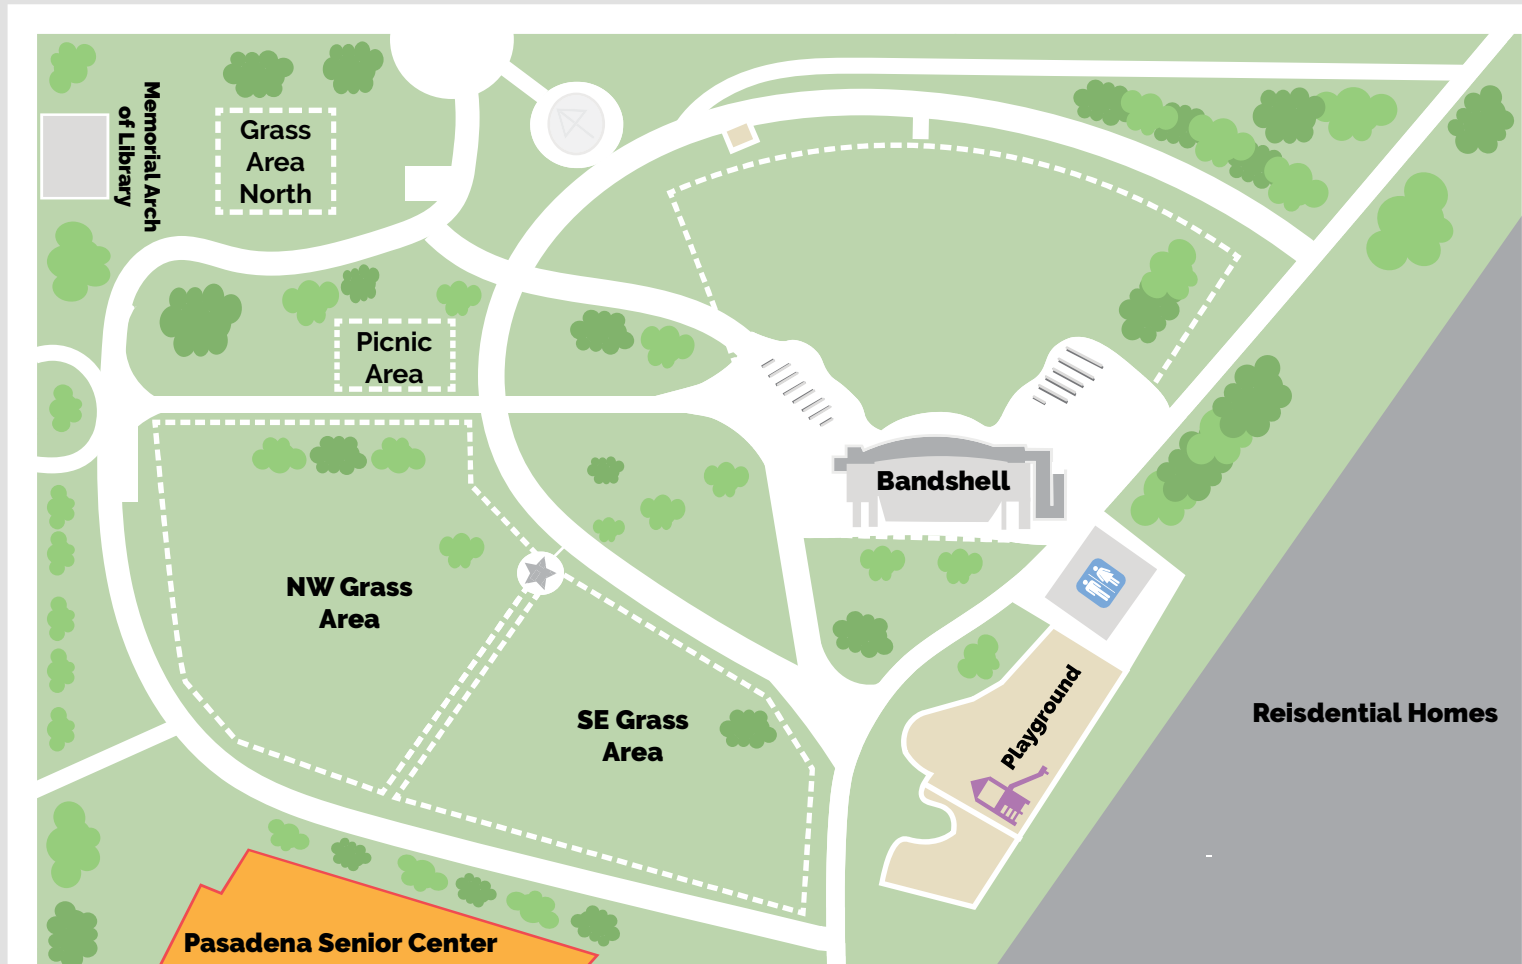 Memorial Arch
of Library
Grass
Area
North
Picnic
Area
Bandshell
NW Grass
Area
SE Grass
Area
Playground
Reisdential Homes
Pasadena Senior Center